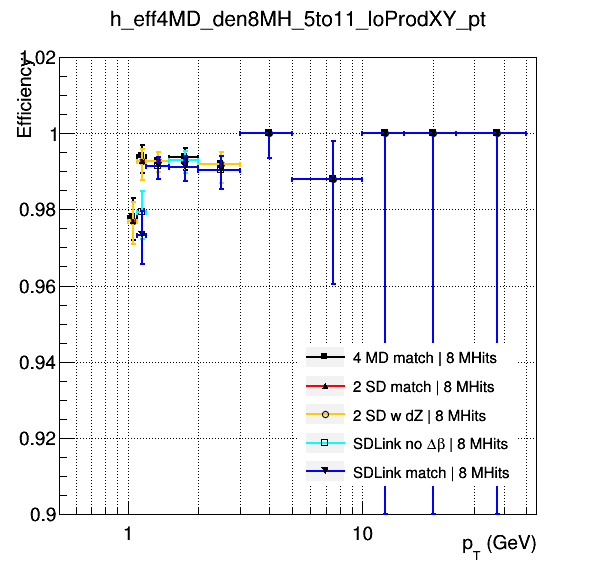 h_eff4MD_den8MH_5to11_loProdXY_pt
Efficiency
1.02
1
0.98
0.96
0.94
0.92
0.9
4 MD match | 8 MHits
2 SD match | 8 MHits
2 SD w dZ | 8 MHits
SDLink no Δβ | 8 MHits
SDLink match | 8 MHits
1
10
p_T (GeV)